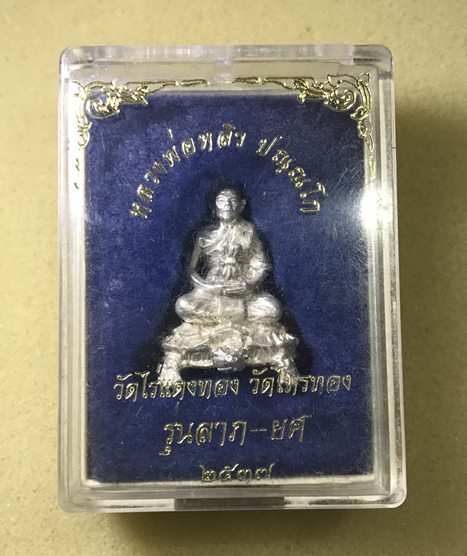 หลวงพ่อหลิว ปณฺณโก
วัดไร่แตงทอง วัดไทรทอง
รุ่นลาภ-ยศ
๒๕๓๗